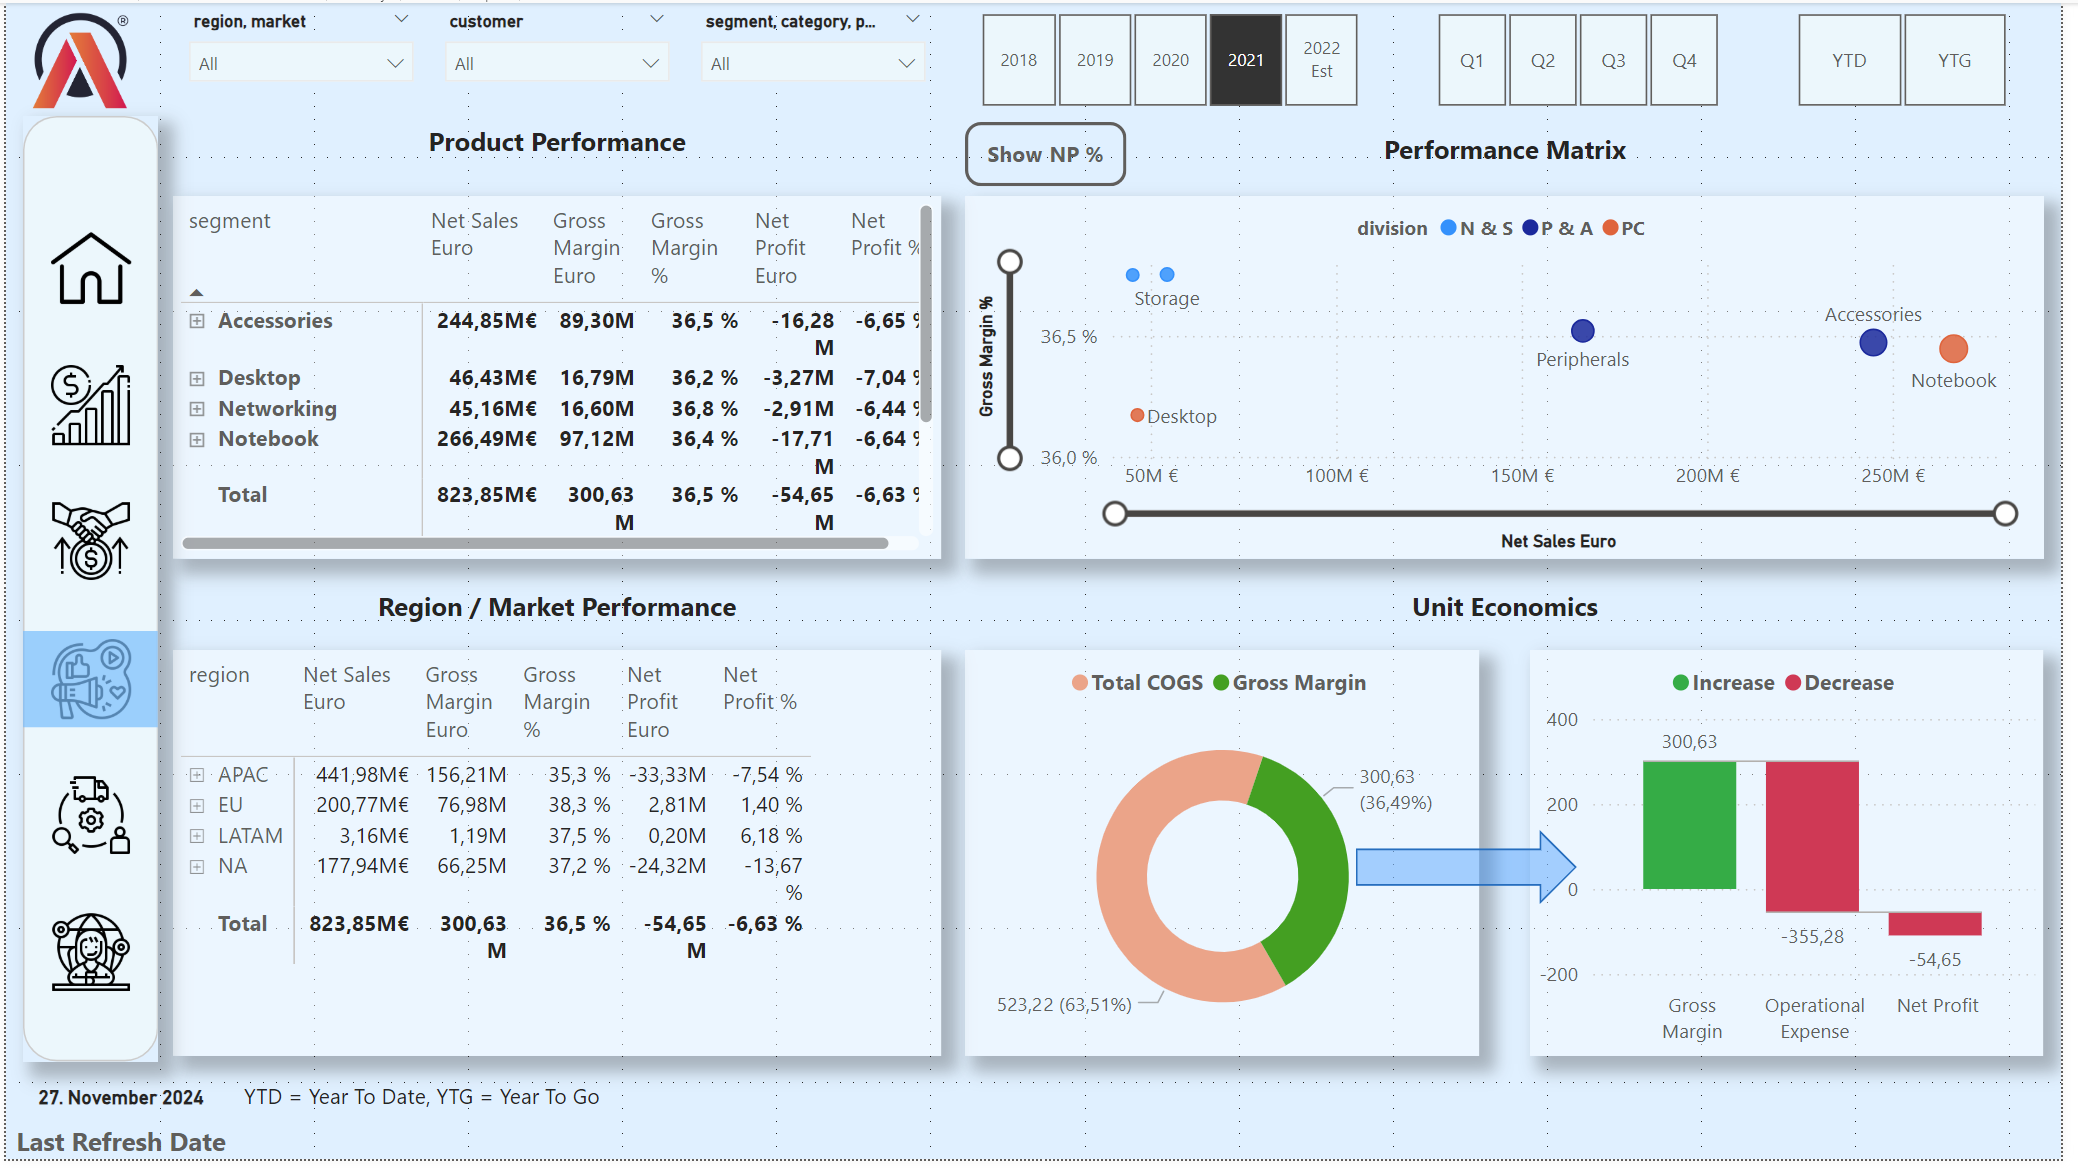 ®
region, market
customer
segment, category, p...
All
All
All
2018
2019
2020
2021
2022
Est
Q1
Q2
Q3
Q4
YTD
YTG
Product Performance
Show NP %
Performance Matrix
segment
Net Sales
Euro
Gross
Margin
Euro
Gross
Margin
%
Net
Profit
Euro
Net
Profit %
Accessories 244,85M€ 89,30M 36,5 % -16,28 M -6,65 %
Desktop 46,43M€ 16,79M 36,2 % -3,27M -7,04 %
Networking 45,16M€ 16,60M 36,8 % -2,91M -6,44 %
Notebook 266,49M€ 97,12M 36,4 % -17,71 M -6,64 %
Total 823,85M€ 300,63 M 36,5 % -54,65 M -6,63 %
division N & S P & A PC
Gross Margin %
36,5 %
36,0 %
Storage
Desktop
Peripherals
Accessories
Notebook
50M €
100M €
150M €
200M €
250M €
Net Sales Euro
Region / Market Performance
Unit Economics
region
Net Sales
Euro
Gross
Margin
Euro
Gross
Margin
%
Net
Profit
Euro
Net
Profit %
APAC 441,98M€ 156,21M 35,3 % -33,33M -7,54 %
EU 200,77M€ 76,98M 38,3 % 2,81M 1,40 %
LATAM 3,16M€ 1,19M 37,5 % 0,20M 6,18 %
NA 177,94M€ 66,25M 37,2 % -24,32M -13,67 %
Total 823,85M€ 300,63 M 36,5 % -54,65 M -6,63 %
Total COGS Gross Margin
300,63
(36,49%)
523,22 (63,51%)
Increase Decrease
400
200
0
-200
300,63
-355,28
-54,65
Gross
Margin
Operational
Expense
Net Profit
27. November 2024
YTD = Year To Date, YTG = Year To Go
Last Refresh Date